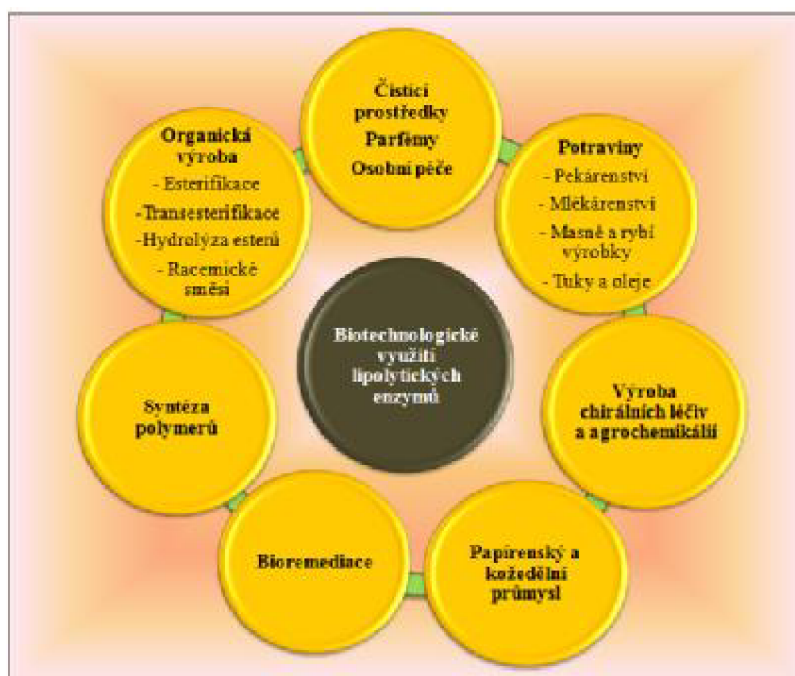 Čistící
prostředky
Parfémy
Osobní péče
Potraviny
- Pekárenství
- Mlékárenství
- Masné a rybí
výrobky
- Tuky a oleje
Výroba
chirálních léčiv
a agrochemikálií
Papírenský a
kožedělní
průmysl
Bioremediace
Syntéza
polymerů
Organická
výroba
- Esterifikace
-Transesterifikace
-Hydrolýza esterů
- Racemické
směsi
Biotechnologické
využití
lipolytických
enzymů